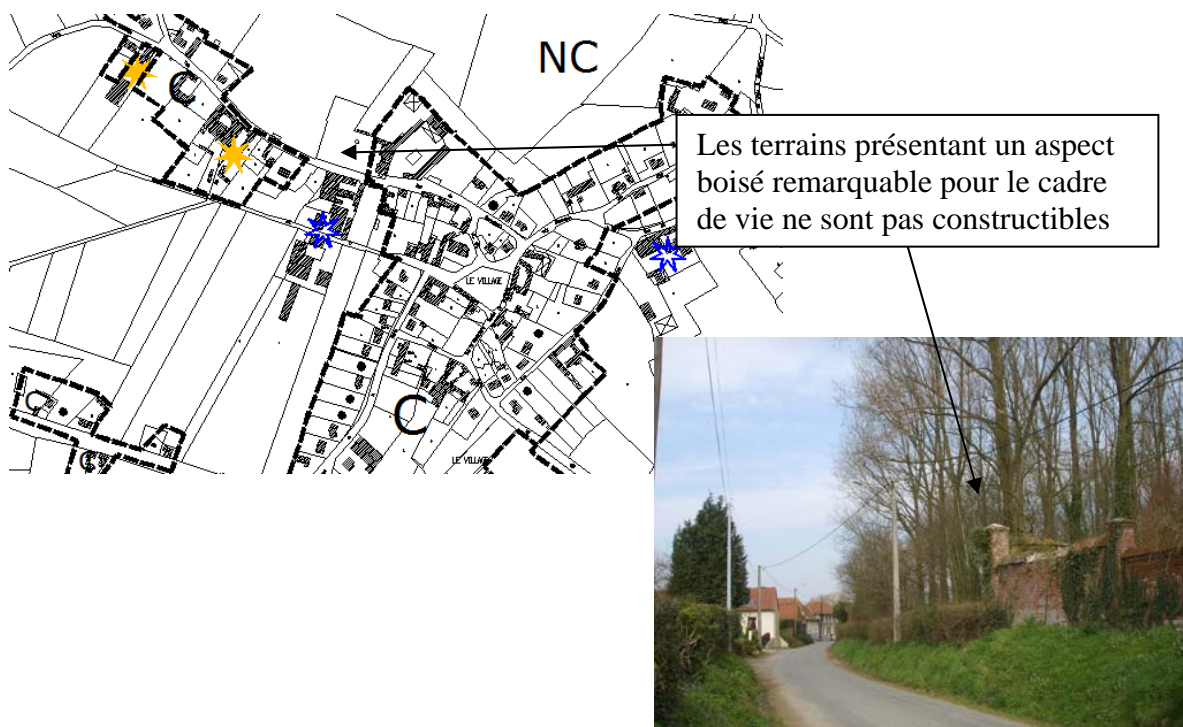 NC
C
Les terrains présentant un aspect
boisé remarquable pour le cadre
de vie ne sont pas constructibles
LE VILLAGE
C
C
LE VILLAGE